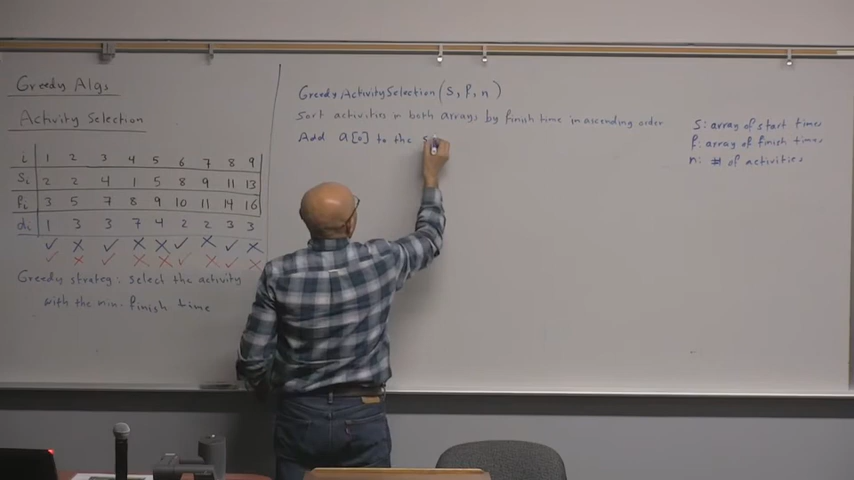 Greedy Algs
Activity Selection
i 1 2 3 4 5 6 7 8 9
Si 2 2 4 1 5 8 9 11 13
fi 3 5 7 8 9 10 11 14 16
di 1 3 3 7 4 2 2 3 3
✓ X ✓ X X ✓ X ✓ X
✓ X ✓ X X ✓ X ✓ X
Greedy strategy: select the activity
with the min finish time
Greedy Activity Selection (S, f, n)
Sort activities in both arrays by finish time in ascending order
Add a[0] to the s
S: array of start times
f: array of finish times
n: # of activities